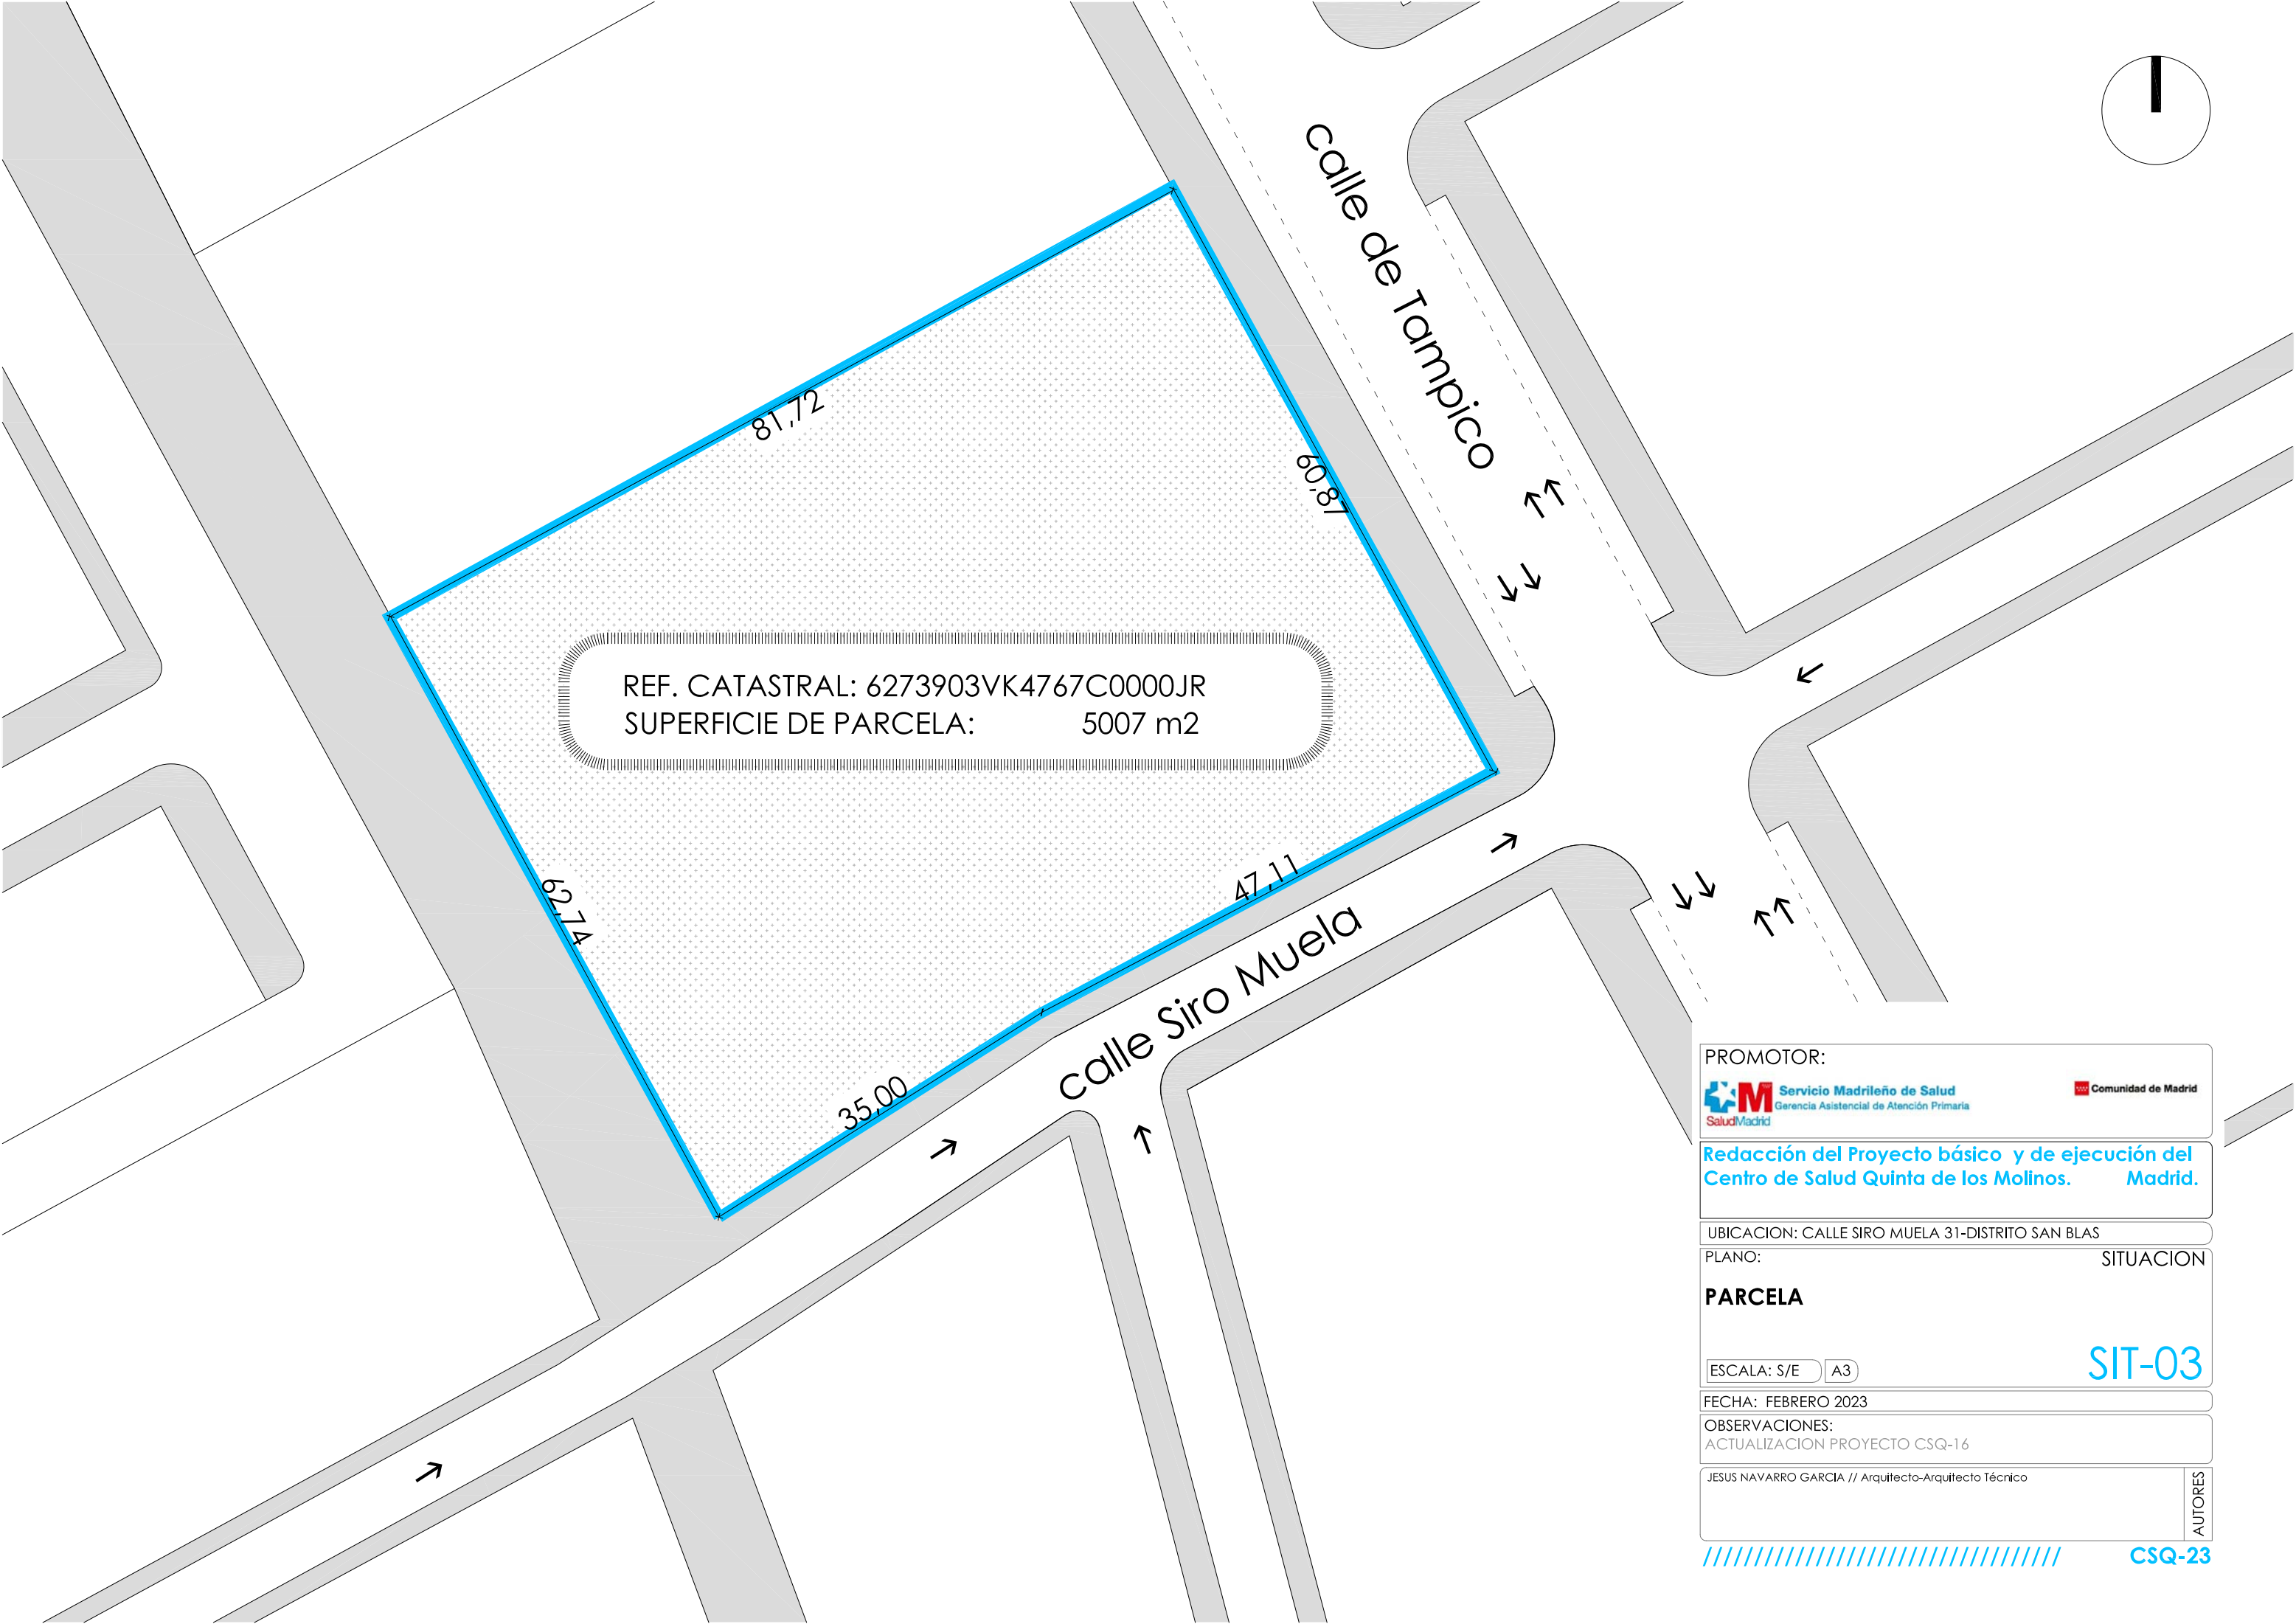 calle de Tampico
81,72
60,87
REF. CATASTRAL: 6273903VK4767C0000JR
SUPERFICIE DE PARCELA: 5007 m2
62,74
47,11
calle Siro Muela
35,00
PROMOTOR:
SaludMadrid
Servicio Madrileño de Salud
Gerencia Asistencial de Atención Primaria
Comunidad de Madrid
Redacción del Proyecto básico y de ejecución del
Centro de Salud Quinta de los Molinos. Madrid.
UBICACION: CALLE SIRO MUELA 31-DISTRITO SAN BLAS
PLANO: SITUACION
PARCELA
ESCALA: S/E A3
SIT-03
FECHA: FEBRERO 2023
OBSERVACIONES:
ACTUALIZACION PROYECTO CSQ-16
JESUS NAVARRO GARCIA // Arquitecto-Arquitecto Técnico
AUTORES
/////////////////////////////////// CSQ-23